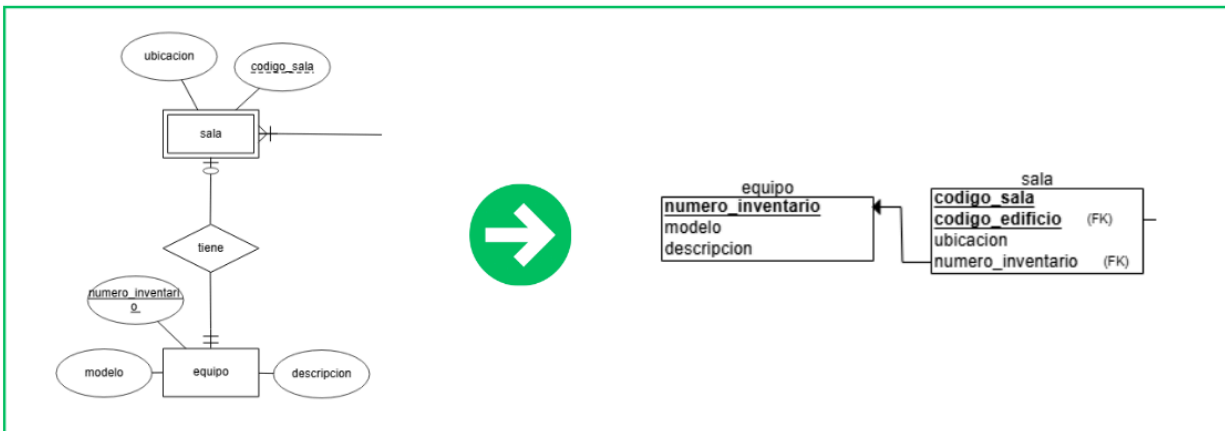 ubicacion
codigo_sala
sala
tiene
numero_inventari
o
modelo
equipo
descripcion
equipo
numero_inventario
modelo
descripcion
sala
codigo_sala
codigo_edificio (FK)
ubicacion
numero_inventario (FK)